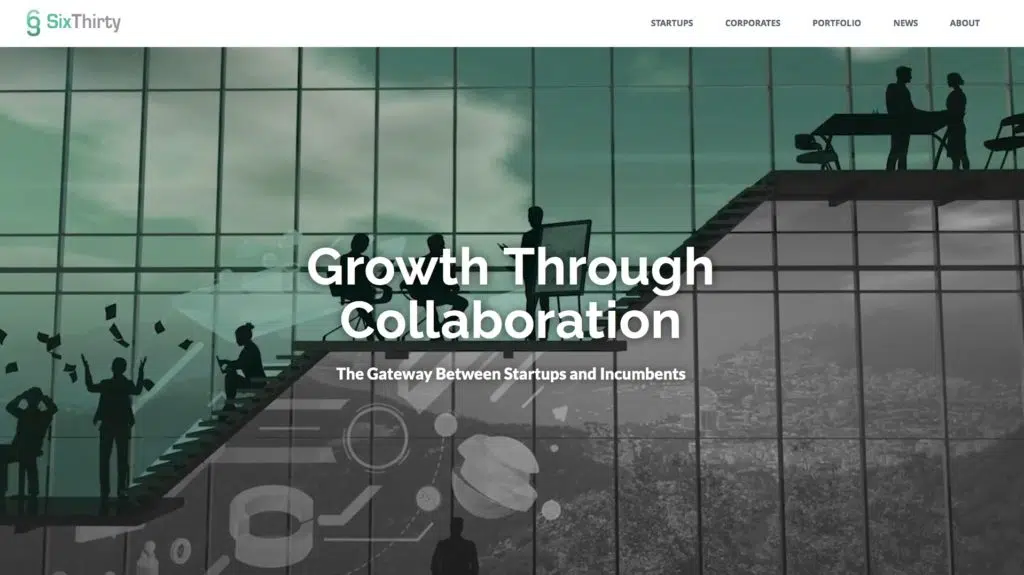 SixThirty
STARTUPS CORPORATES PORTFOLIO NEWS ABOUT
Growth Through
Collaboration
The Gateway Between Startups and Incumbents